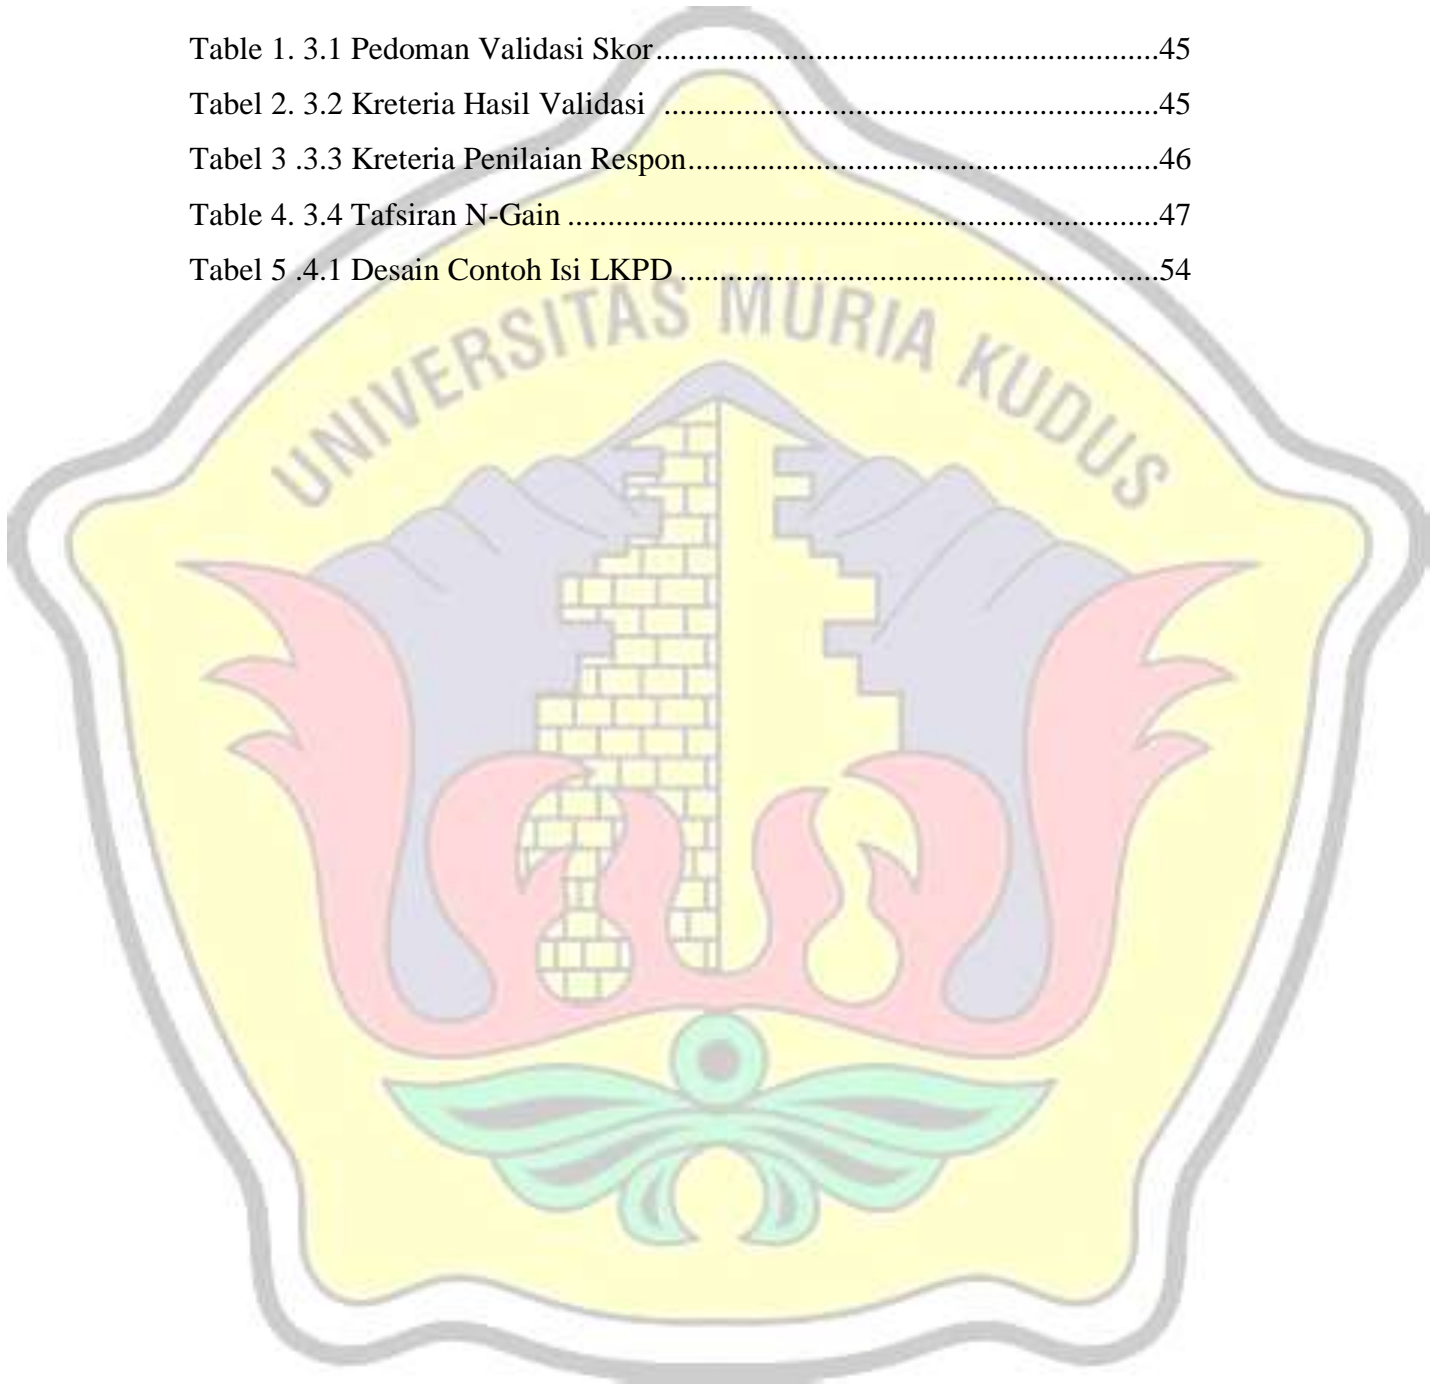 Table 1. 3.1 Pedoman Validasi Skor...............................................................45
Tabel 2. 3.2 Kreteria Hasil Validasi ..............................................................45
Tabel 3 .3.3 Kreteria Penilaian Respon...........................................................46
Table 4. 3.4 Tafsiran N-Gain ..........................................................................47
Tabel 5 .4.1 Desain Contoh Isi LKPD ............................................................54
UNIVERSITAS MURIA KUDUS